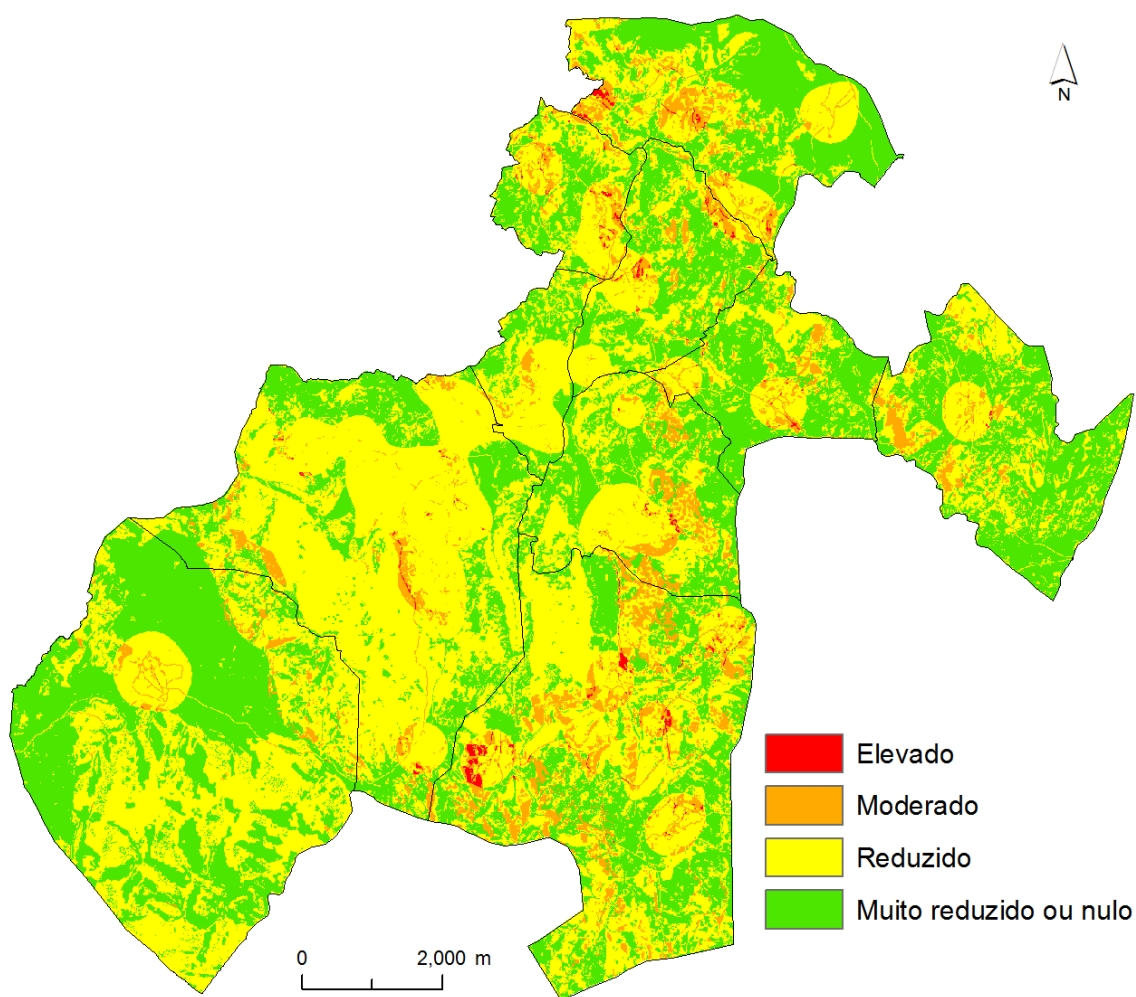 N
Elevado
Moderado
Reduzido
Muito reduzido ou nulo
0 2,000 m